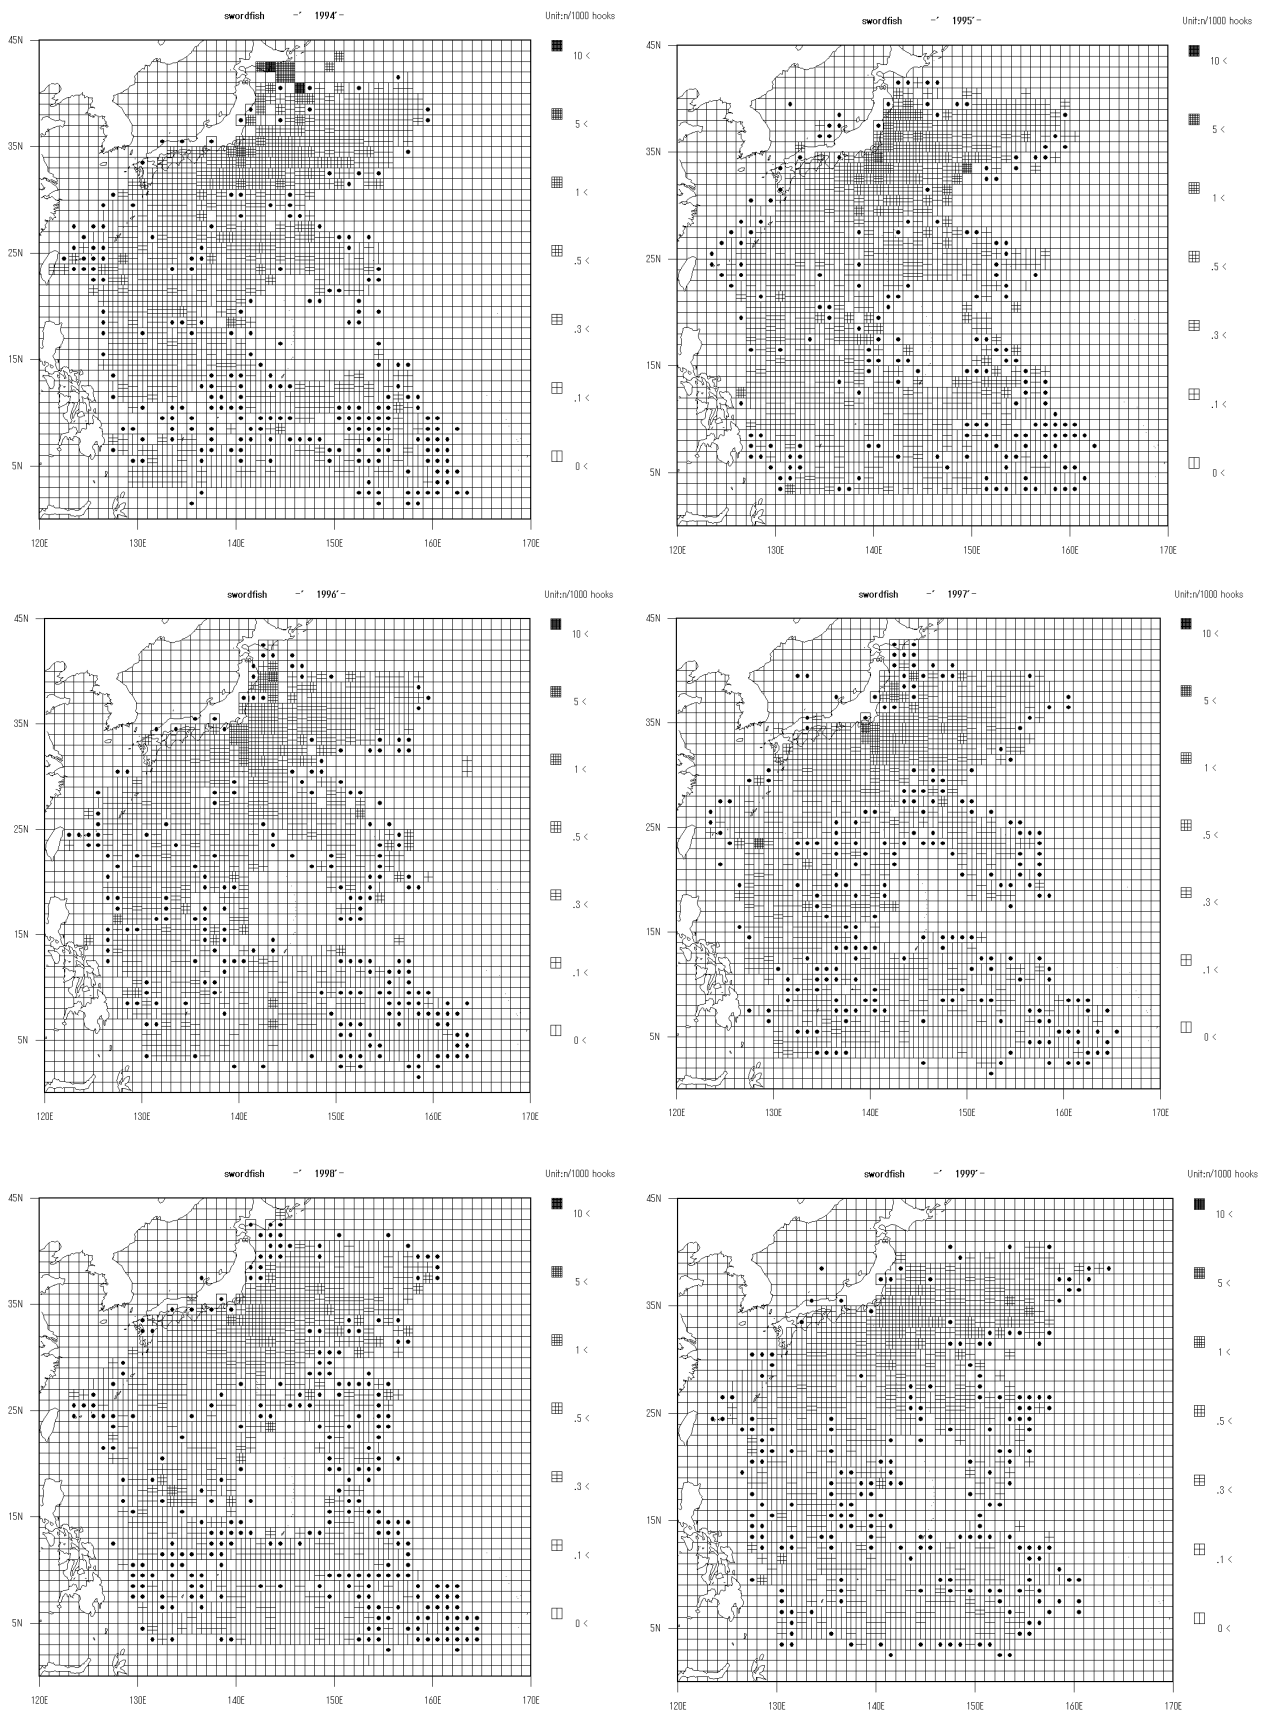 swordfish -´ 1994´ -
Unit:n/1000 hooks
45N
35N
25N
15N
5N
120E 130E 140E 150E 160E 170E
10 <
5 <
1 <
.5 <
.3 <
.1 <
0 <
swordfish -´ 1995´ -
Unit:n/1000 hooks
45N
35N
25N
15N
5N
120E 130E 140E 150E 160E 170E
10 <
5 <
1 <
.5 <
.3 <
.1 <
0 <
swordfish -´ 1996´ -
Unit:n/1000 hooks
45N
35N
25N
15N
5N
120E 130E 140E 150E 160E 170E
10 <
5 <
1 <
.5 <
.3 <
.1 <
0 <
swordfish -´ 1997´ -
Unit:n/1000 hooks
45N
35N
25N
15N
5N
120E 130E 140E 150E 160E 170E
10 <
5 <
1 <
.5 <
.3 <
.1 <
0 <
swordfish -´ 1998´ -
Unit:n/1000 hooks
45N
35N
25N
15N
5N
120E 130E 140E 150E 160E 170E
10 <
5 <
1 <
.5 <
.3 <
.1 <
0 <
swordfish -´ 1999´ -
Unit:n/1000 hooks
45N
35N
25N
15N
5N
120E 130E 140E 150E 160E 170E
10 <
5 <
1 <
.5 <
.3 <
.1 <
0 <